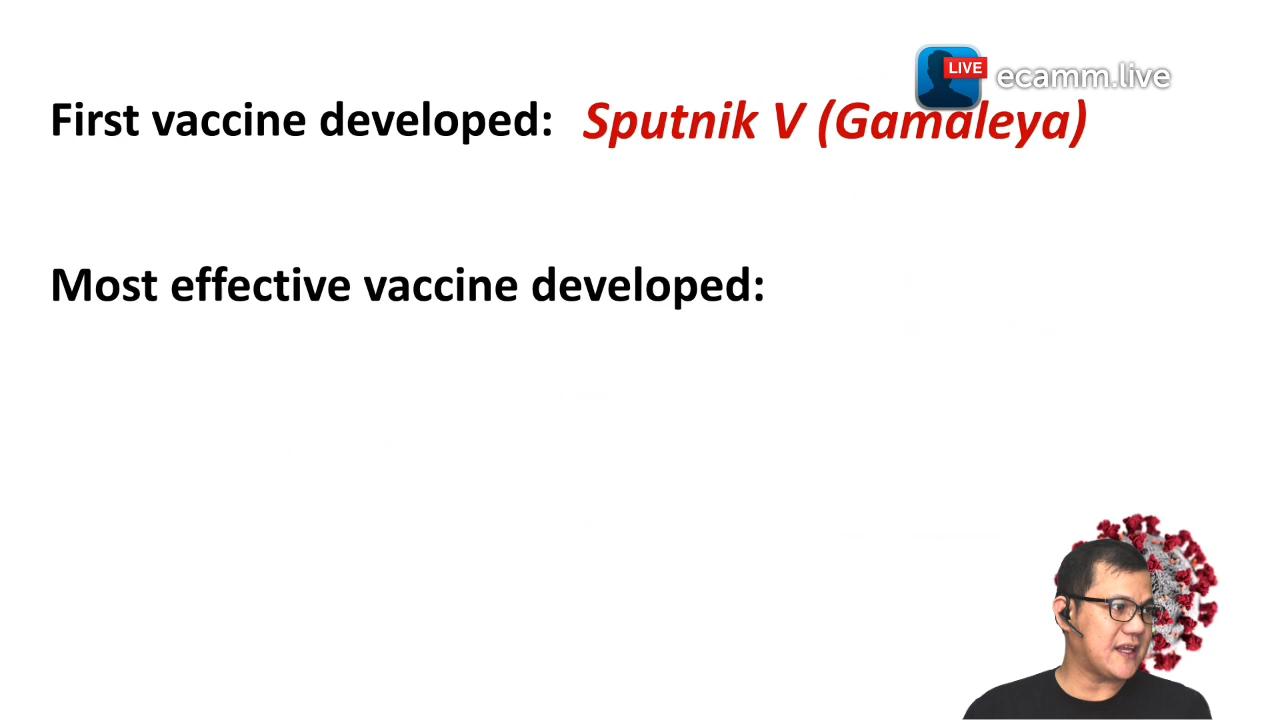 LIVE ecamm.live
First vaccine developed: Sputnik V (Gamaleya)
Most effective vaccine developed: